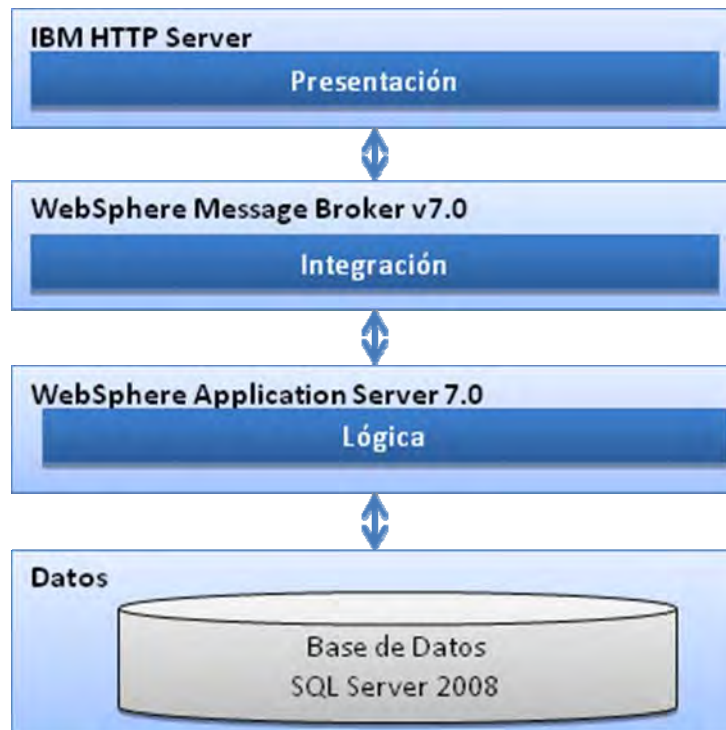 IBM HTTP Server
Presentación
WebSphere Message Broker v7.0
Integración
WebSphere Application Server 7.0
Lógica
Datos
Base de Datos
SQL Server 2008